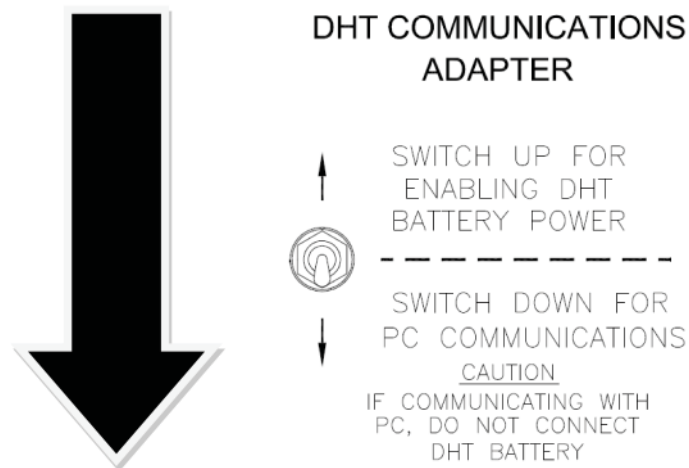 DHT COMMUNICATIONS
ADAPTER
SWITCH UP FOR
ENABLING DHT
BATTERY POWER
SWITCH DOWN FOR
PC COMMUNICATIONS
CAUTION
IF COMMUNICATING WITH
PC, DO NOT CONNECT
DHT BATTERY